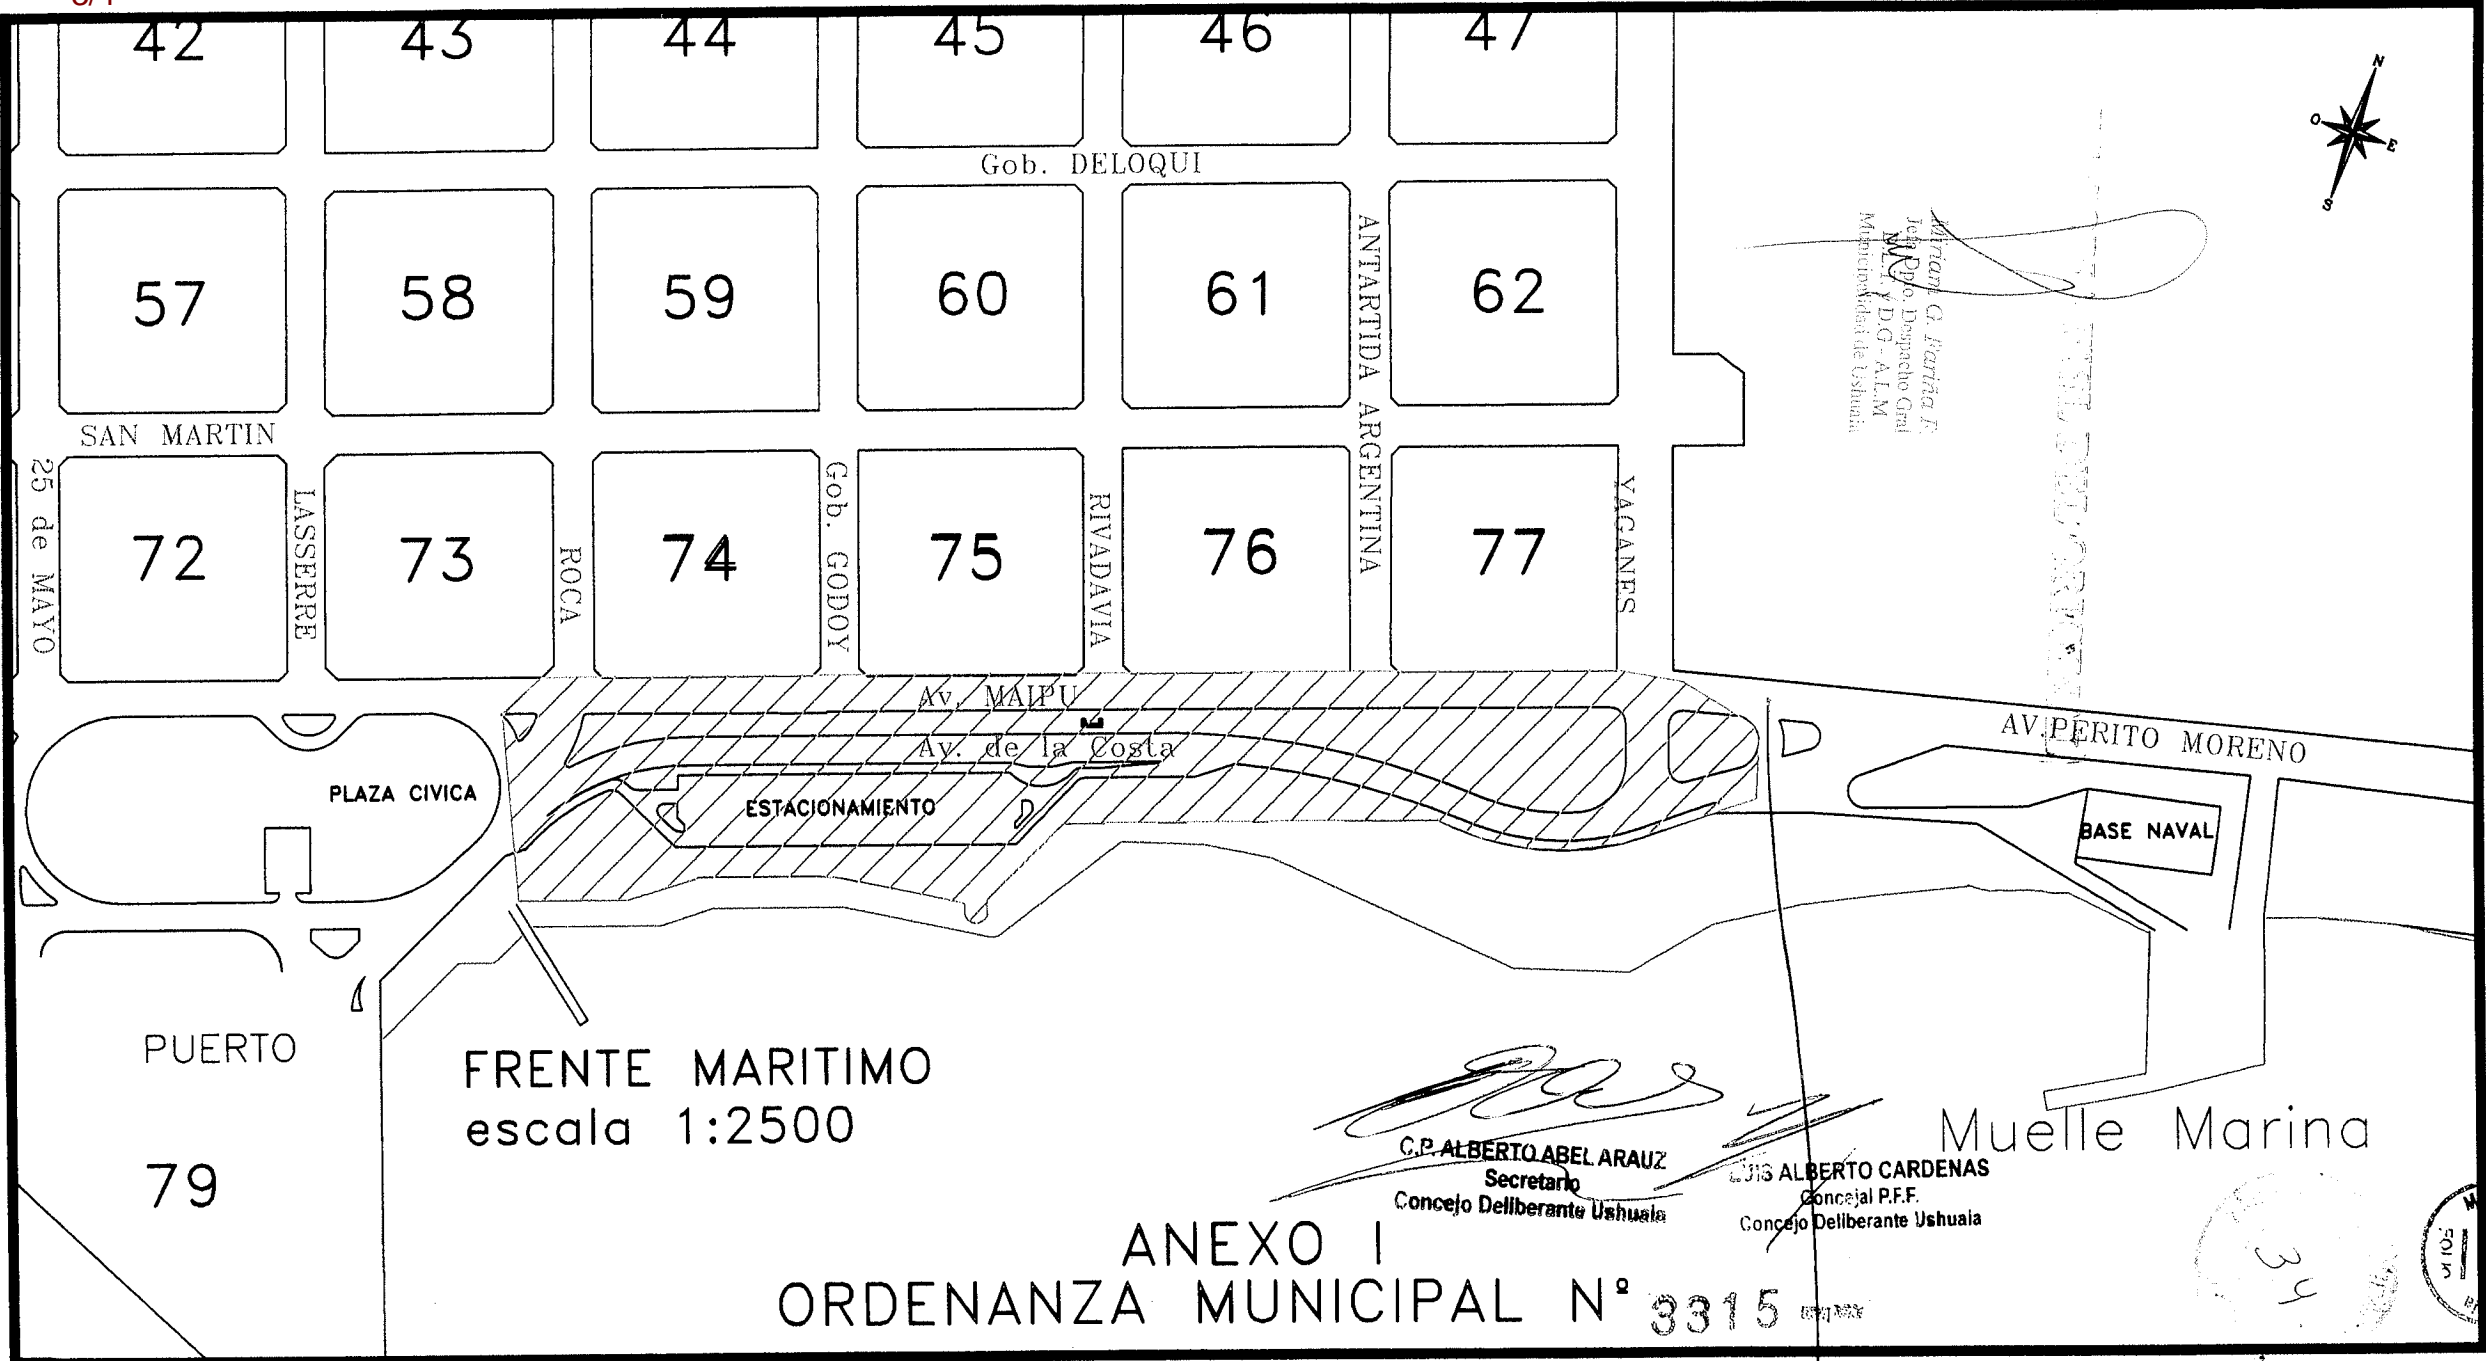 42 43 44 45 46 47
N
O
E
S
Gob. DELOQUI
57 58 59 60 61 62
ANTARTIDA ARGENTINA
Miriam G. Fariña F.
Jefe Dpto. Despacho Gral
Municipalidad de Ushuaia
SAN MARTIN
25 de MAYO
LASSERRE
ROCA
Gob. GODOY
RIVADAVIA
YAGANES
72 73 74 75 76 77
Av. MAIPU
Av. de la Costa
AV. PERITO MORENO
PLAZA CIVICA
ESTACIONAMIENTO
BASE NAVAL
PUERTO
79
FRENTE MARITIMO
escala 1:2500
Muelle Marina
C.P. ALBERTO ABEL ARAUZ
Secretario
Concejo Deliberante Ushuaia
LUIS ALBERTO CARDENAS
Concejal P.F.F.
Concejo Deliberante Ushuaia
ANEXO I
ORDENANZA MUNICIPAL Nº 3315
34